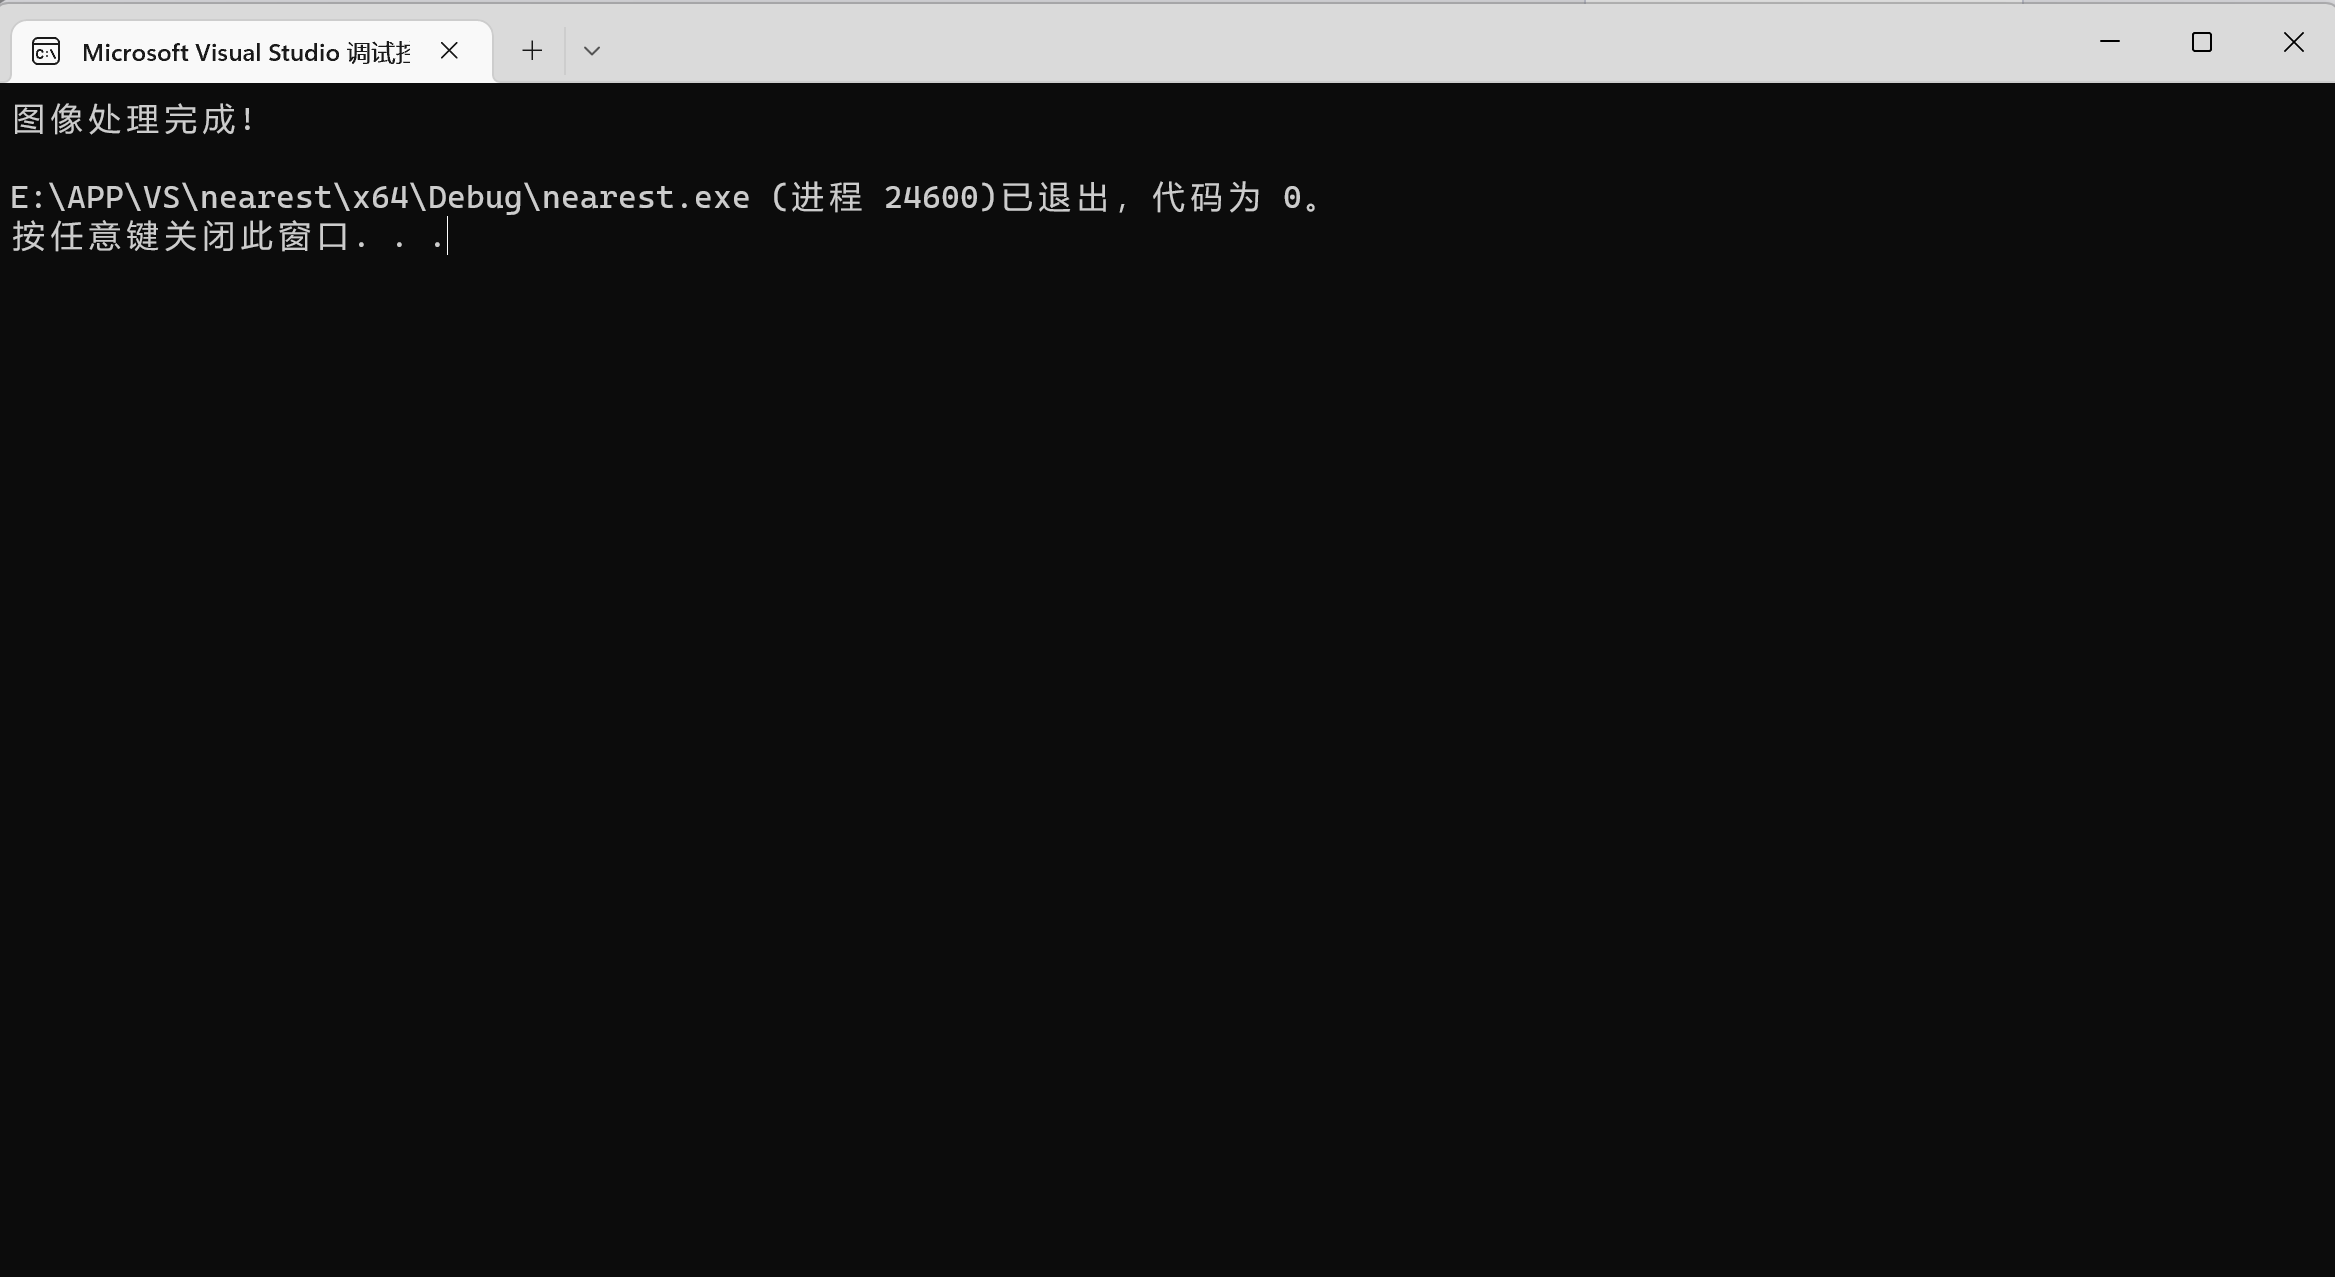 Microsoft Visual Studio 调试
图像处理完成!
E:\APP\VS\nearest\x64\Debug\nearest.exe (进程 24600)已退出，代码为 0。
按任意键关闭此窗口. . .